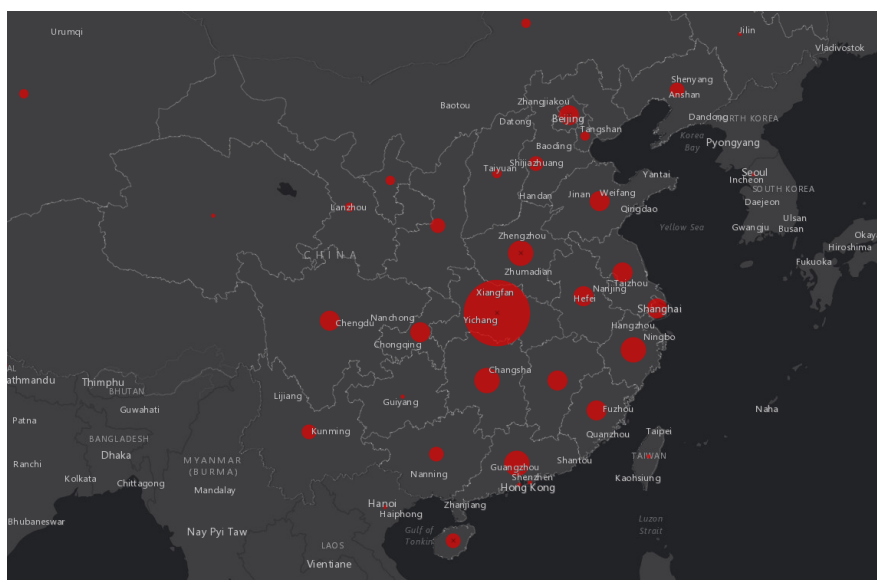 Urumqi
Jilin
Vladivostok
Shenyang
Anshan
Zhangjiakou
Baotou
Beijing
Datong
Tangshan
Dandong
NORTH KOREA
Korea
Bay
Pyongyang
Baoding
Shijiazhuang
Taiyuan
Yantai
Seoul
Incheon
SOUTH KOREA
Handan
Jinan
Weifang
Qingdao
Daejeon
Lanzhou
Yellow Sea
Gwangju
Ulsan
Busan
Okay
Hiroshima
Fukuoka
Zhengzhou
CHINA
Zhumadian
Taizhou
Nanjing
Hefei
Xiangfan
Shanghai
Yichang
Nanchong
Chengdu
Chongqing
Hangzhou
Ningbo
Changsha
AL
athmandu
Thimphu
BHUTAN
Lijiang
Guiyang
Guwahati
Patna
Fuzhou
Naha
Kunming
Quanzhou
Taipei
BANGLADESH
Dhaka
MYANMAR
(BURMA)
Ranchi
Kolkata
Chittagong
Mandalay
Nanning
Guangzhou
Shenzhen
Hong Kong
Shantou
TAIWAN
Kaohsiung
Hanoi
Haiphong
Zhanjiang
Bhubaneswar
Nay Pyi Taw
Gulf of
Tonkin
Luzon
Strait
LAOS
Vientiane